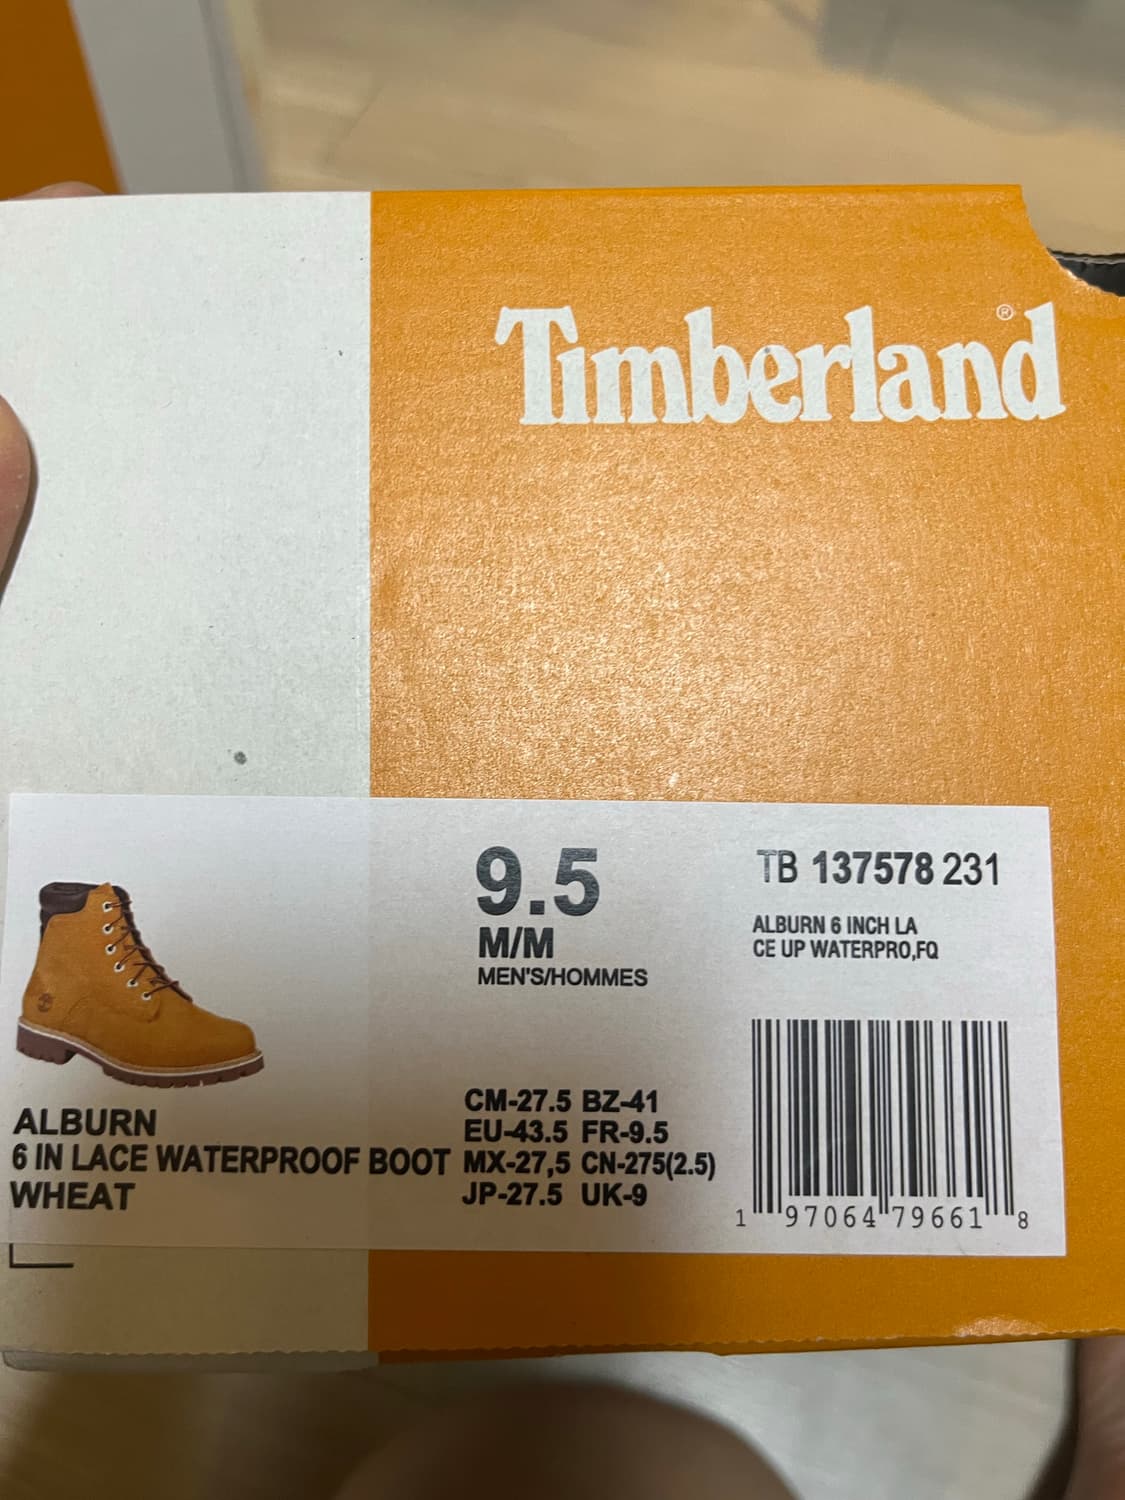 Timberland®
9.5
M/M
MEN'S/HOMMES
TB 137578 231
ALBURN 6 INCH LA
CE UP WATERPRO,FQ
ALBURN
6 IN LACE WATERPROOF BOOT
WHEAT
CM-27.5 BZ-41
EU-43.5 FR-9.5
MX-27,5 CN-275(2.5)
JP-27.5 UK-9
1 97064 79661 8